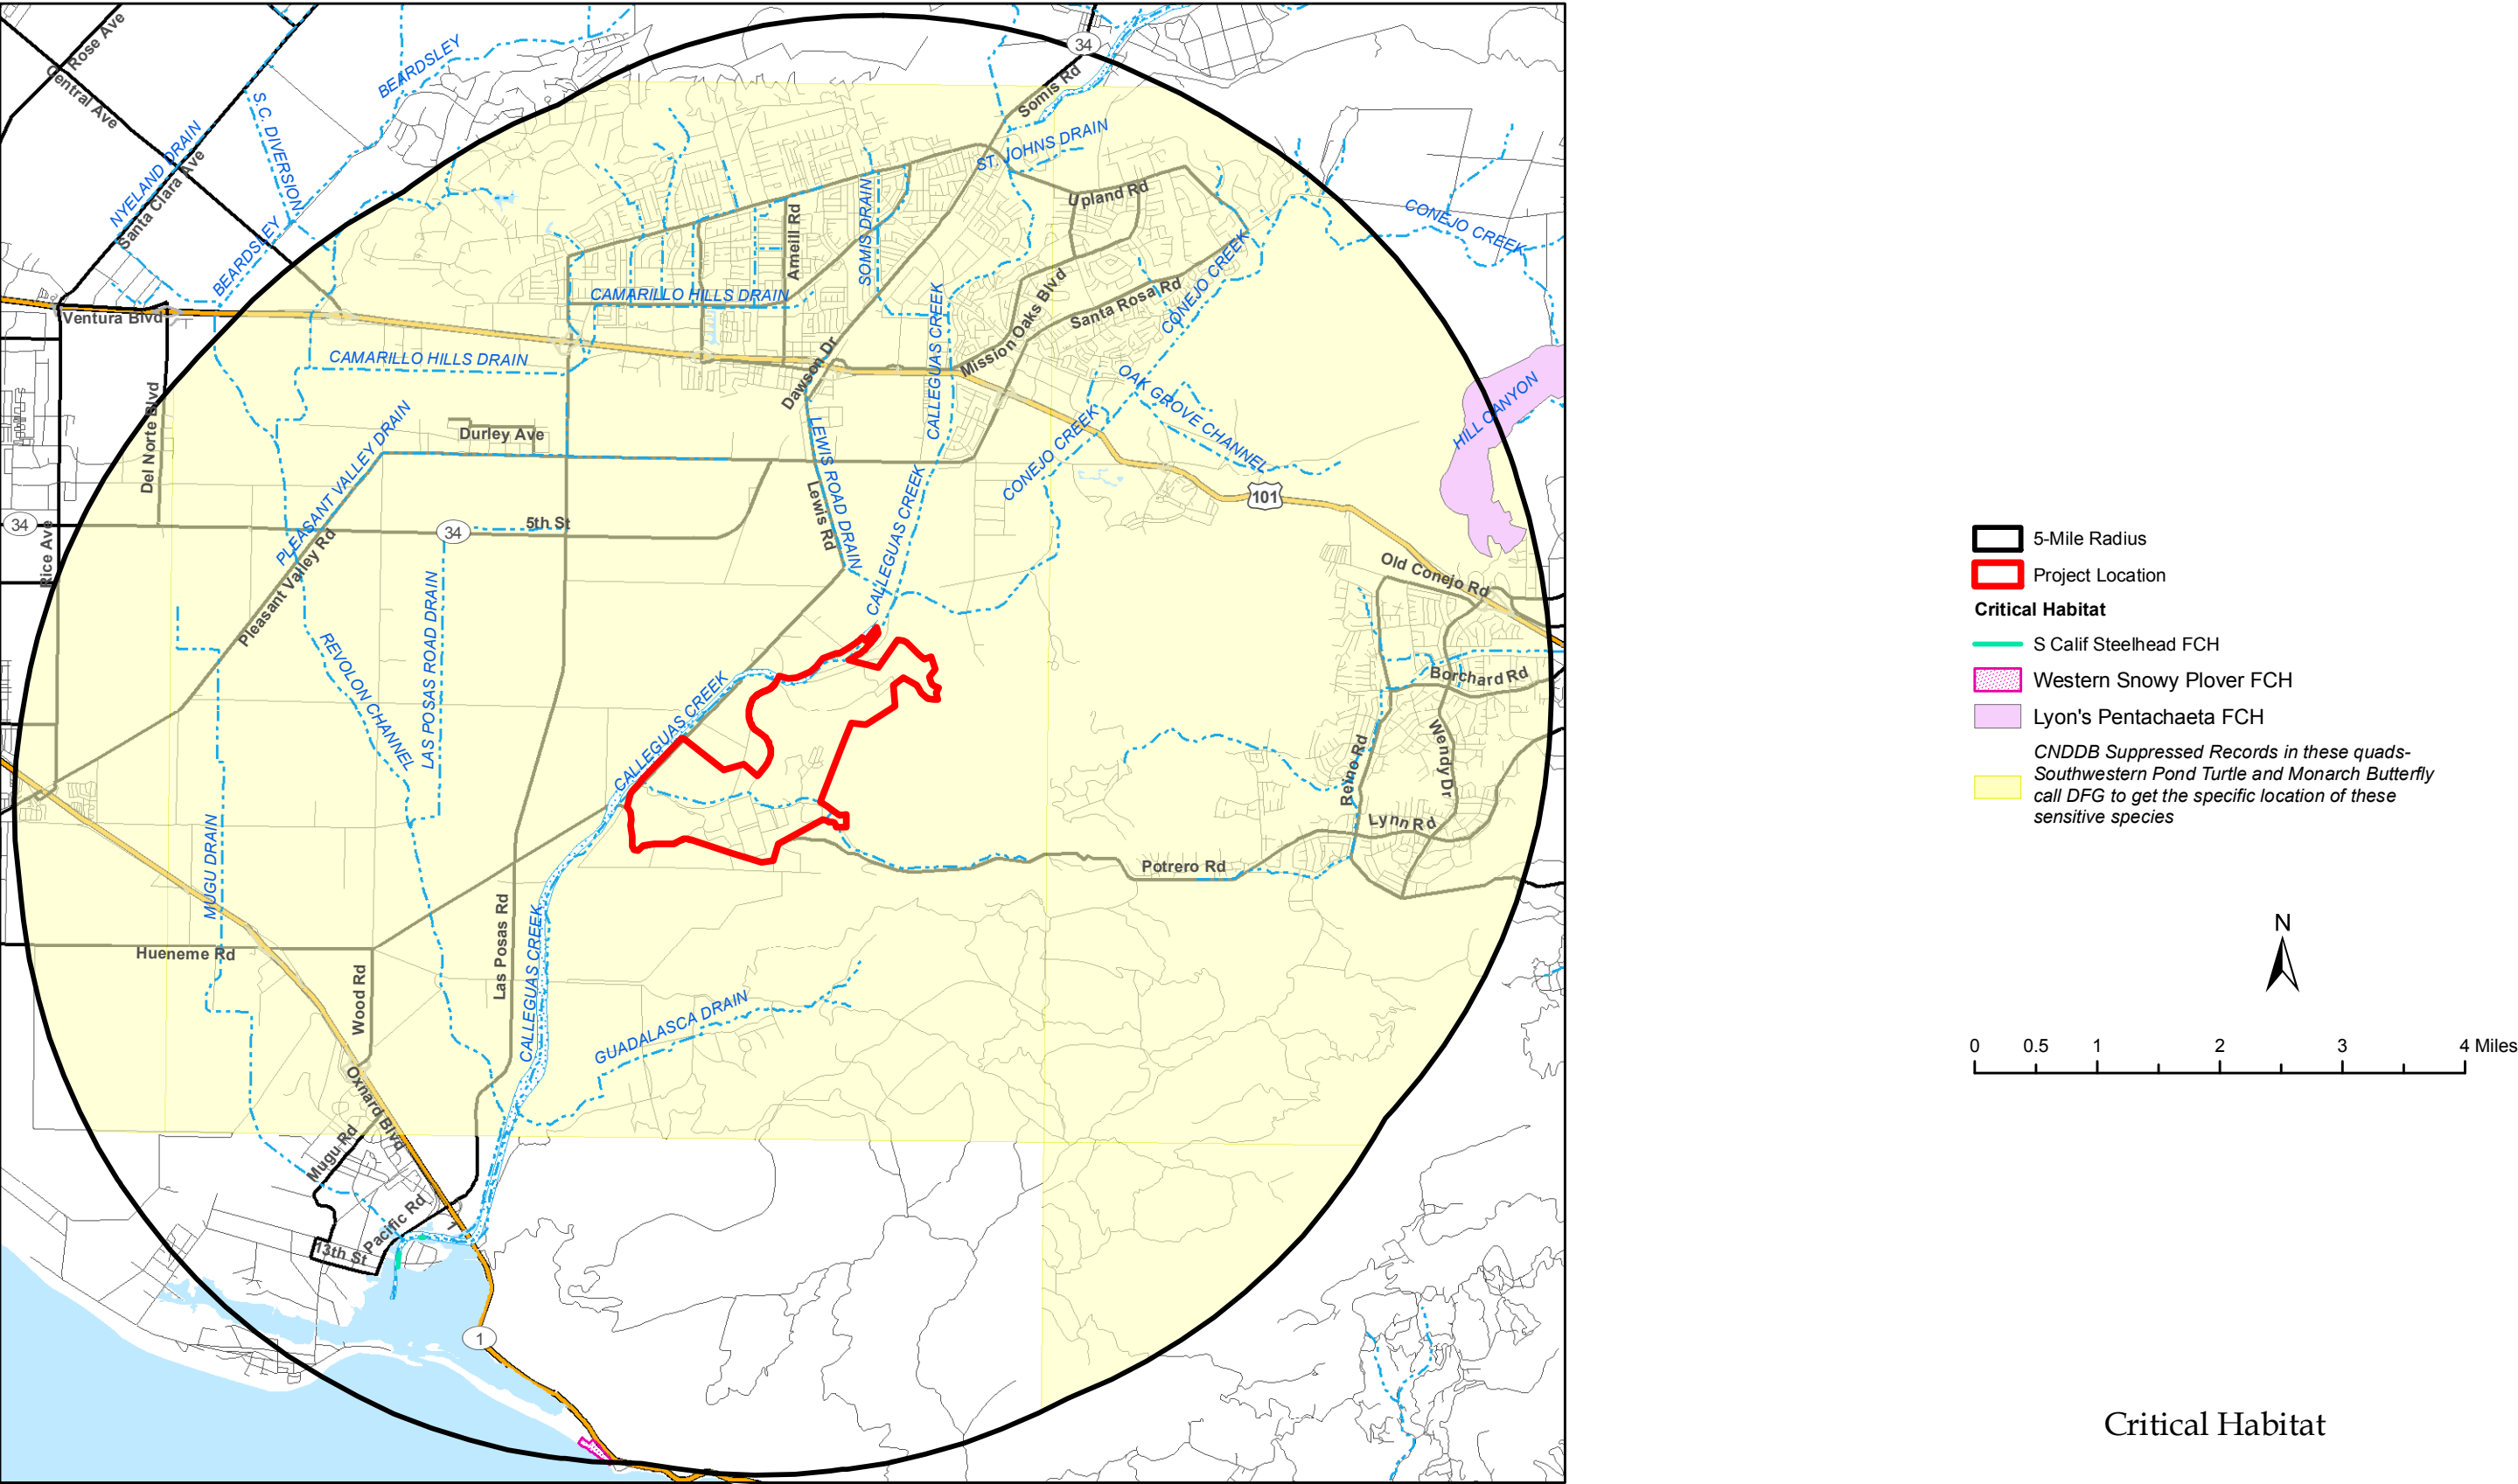 Rose Ave
Central Ave
BEARDSLEY
34
Somis Rd
S.C. DIVERSION
NYELAND DRAIN
Santa Clara Ave
BEARDSLEY
ST. JOHNS DRAIN
Upland Rd
Arneill Rd
SOMIS DRAIN
CONEJO CREEK
CONEJO CREEK
CAMARILLO HILLS DRAIN
Mission Oaks Blvd
Santa Rosa Rd
Ventura Blvd
CALLEGUAS CREEK
CAMARILLO HILLS DRAIN
Dawson Dr
OAK GROVE CHANNEL
HILL CANYON
Del Norte Blvd
PLEASANT VALLEY DRAIN
Durley Ave
LEWIS ROAD DRAIN
CONEJO CREEK
101
34
34
5th St
Lewis Rd
CALLEGUAS CREEK
Rice Ave
Pleasant Valley Rd
Old Conejo Rd
LAS POSAS ROAD DRAIN
REVOLON CHANNEL
CALLEGUAS CREEK
Borchard Rd
Wendy Dr
Reino Rd
Lynn Rd
MUGU DRAIN
Potrero Rd
Hueneme Rd
Wood Rd
Las Posas Rd
CALLEGUAS CREEK
GUADALASCA DRAIN
Oxnard Blvd
Mugu Rd
Pacific Rd
13th St
1
5-Mile Radius
Project Location
Critical Habitat
S Calif Steelhead FCH
Western Snowy Plover FCH
Lyon's Pentachaeta FCH
CNDDB Suppressed Records in these quads-
Southwestern Pond Turtle and Monarch Butterfly
call DFG to get the specific location of these
sensitive species
N
0 0.5 1 2 3 4 Miles
Critical Habitat